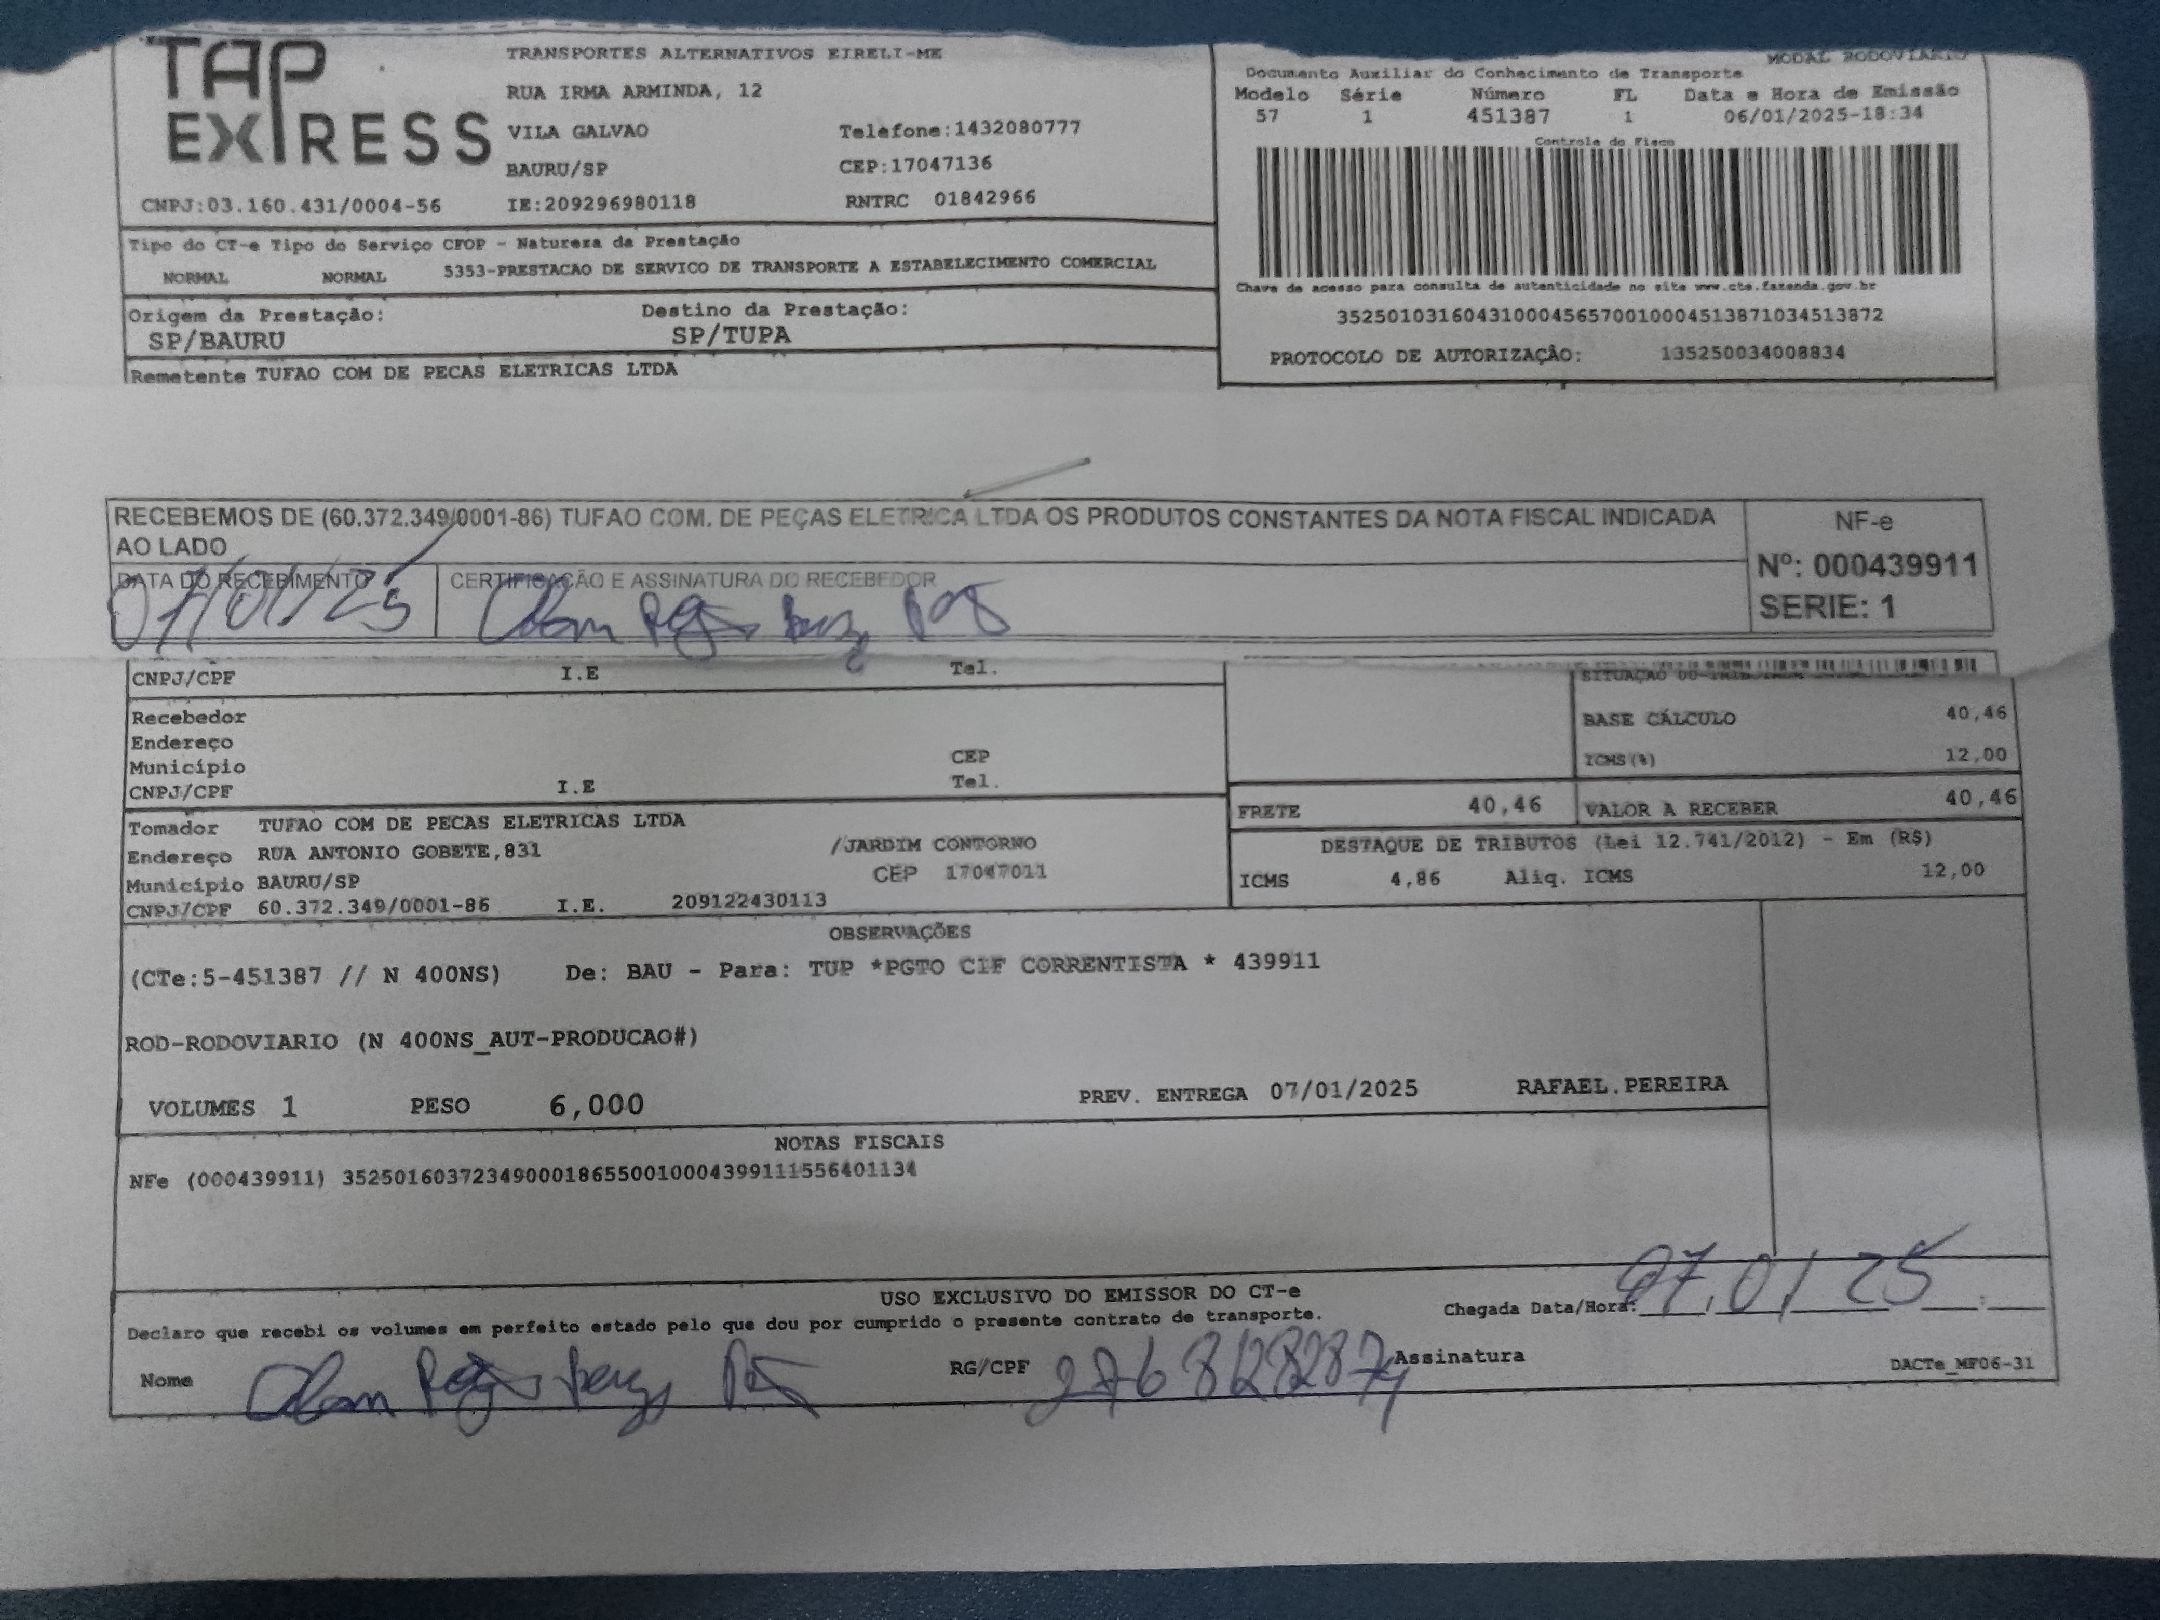 TAP EXPRESS
TRANSPORTES ALTERNATIVOS EIRELI-ME
RUA IRMA ARMINDA, 12
VILA GALVAO Telefone:1432080777
BAURU/SP CEP:17047136
CNPJ:03.160.431/0004-56 IE:209296980118 RNTRC 01842966
MODAL RODOVIARIO
Documento Auxiliar do Conhecimento de Transporte
Modelo Série Número FL Data e Hora de Emissão
57 1 451387 1 06/01/2025-18:34
Controle do Fisco
Chave de acesso para consulta de autenticidade no site www.cte.fazenda.gov.br
35250103160431000456570010004513871034513872
PROTOCOLO DE AUTORIZAÇÃO: 135250034008834
Tipo do CT-e Tipo do Serviço CFOP - Natureza da Prestação
NORMAL NORMAL 5353-PRESTACAO DE SERVICO DE TRANSPORTE A ESTABELECIMENTO COMERCIAL
Origem da Prestação: Destino da Prestação:
SP/BAURU SP/TUPA
Remetente TUFAO COM DE PECAS ELETRICAS LTDA
RECEBEMOS DE (60.372.349/0001-86) TUFAO COM. DE PEÇAS ELETRICA LTDA OS PRODUTOS CONSTANTES DA NOTA FISCAL INDICADA
AO LADO
NF-e
Nº: 000439911
SERIE: 1
DATA DO RECEBIMENTO CERTIFICAÇÃO E ASSINATURA DO RECEBEDOR
07/01/25
CNPJ/CPF I.E Tel.
Recebedor
Endereço
Município CEP
CNPJ/CPF I.E Tel.
SITUAÇÃO DO
BASE CÁLCULO 40,46
ICMS(%) 12,00
FRETE 40,46 VALOR A RECEBER 40,46
DESTAQUE DE TRIBUTOS (Lei 12.741/2012) - Em (R$)
ICMS 4,86 Aliq. ICMS 12,00
Tomador TUFAO COM DE PECAS ELETRICAS LTDA
Endereço RUA ANTONIO GOBETE,831 /JARDIM CONTORNO
Município BAURU/SP CEP 17047011
CNPJ/CPF 60.372.349/0001-86 I.E. 209122430113
OBSERVAÇÕES
(CTe:5-451387 // N 400NS) De: BAU - Para: TUP *PGTO CIF CORRENTISTA * 439911
ROD-RODOVIARIO (N 400NS_AUT-PRODUCAO#)
VOLUMES 1 PESO 6,000 PREV. ENTREGA 07/01/2025 RAFAEL.PEREIRA
NOTAS FISCAIS
NFe (000439911) 35250160372349000186550010004399111556401134
USO EXCLUSIVO DO EMISSOR DO CT-e
Chegada Data/Hora: 07,01 25
Declaro que recebi os volumes em perfeito estado pelo que dou por cumprido o presente contrato de transporte.
Nome RG/CPF 27681282874 Assinatura
DACTe_MF06-31